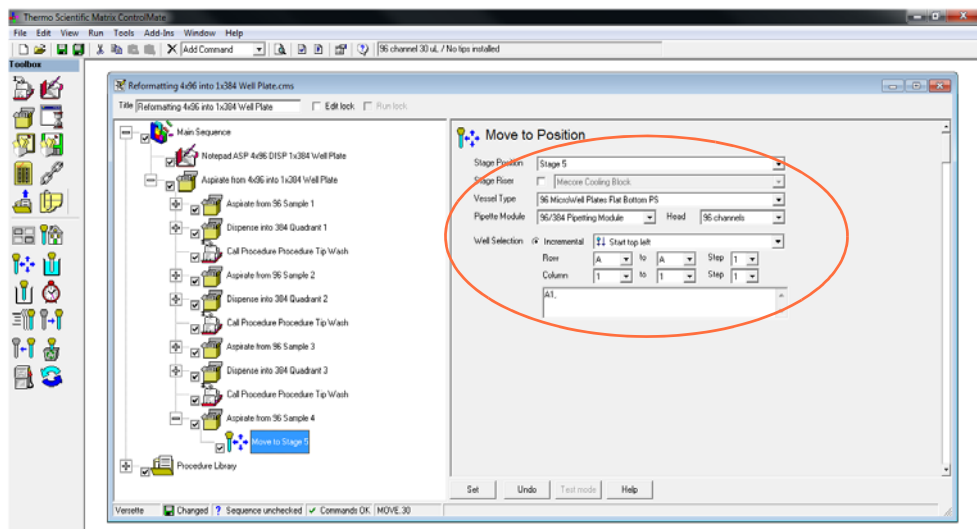 Thermo Scientific Matrix ControlMate
File Edit View Run Tools Add-Ins Window Help
Add Command
96 channel 30 uL / No tips installed
Toolbox
Reformatting 4x96 into 1x384 Well Plate.cms
Title Reformatting 4x96 into 1x384 Well Plate Edit lock Run lock
Main Sequence
Notepad ASP 4x96 DISP 1x384 Well Plate
Aspirate from 4x96 into 1x384 Well Plate
Aspirate from 96 Sample 1
Dispense into 384 Quadrant 1
Call Procedure Procedure Tip Wash
Aspirate from 96 Sample 2
Dispense into 384 Quadrant 2
Call Procedure Procedure Tip Wash
Aspirate from 96 Sample 3
Dispense into 384 Quadrant 3
Call Procedure Procedure Tip Wash
Aspirate from 96 Sample 4
Move to Stage 5
Procedure Library
Move to Position
Stage Position Stage 5
Stage Riser Mecore Cooling Block
Vessel Type 96 MicroWell Plates Flat Bottom PS
Pipette Module 96/384 Pipetting Module Head 96 channels
Well Selection Incremental Start top left
Row A to A Step 1
Column 1 to 1 Step 1
A1,
Set Undo Text mode Help
Versette Changed ? Sequence unchecked Commands OK MOVE.30